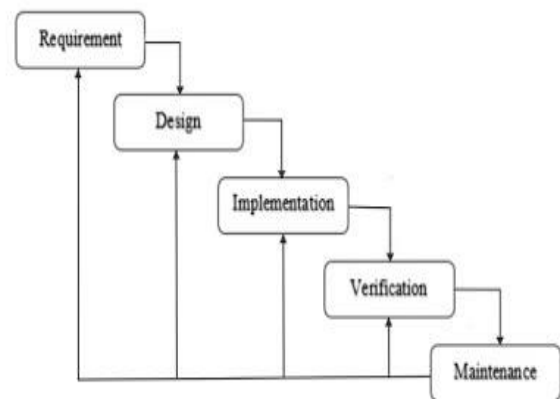 Requirement
Design
Implementation
Verification
Maintenance